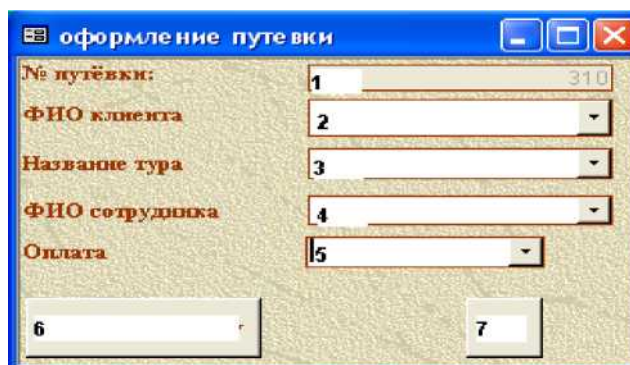 оформление путевки
№ путёвки: 1 310
ФИО клиента 2
Название тура 3
ФИО сотрудника 4
Оплата 5
6 7